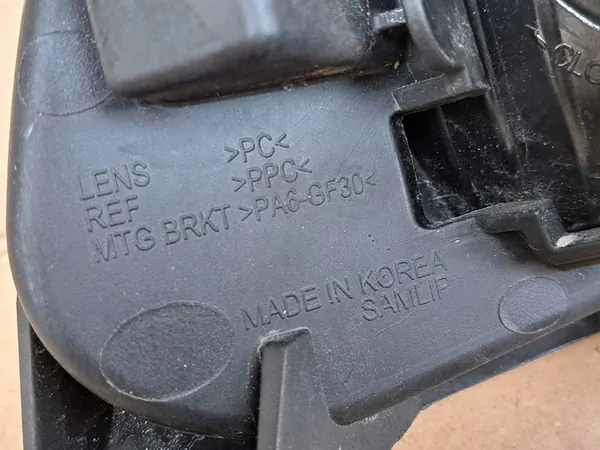 LENS >PC<
REF >PPC<
MTG BRKT >PA6-GF30<
MADE IN KOREA
SAMLIP